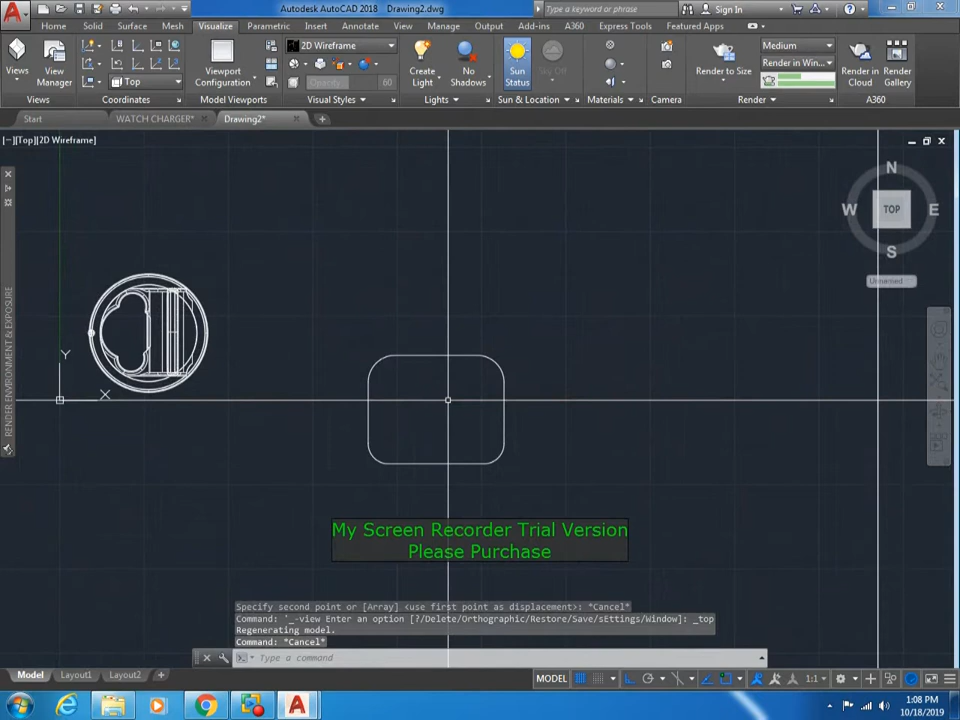 Autodesk AutoCAD 2018 Drawing2.dwg
Type a keyword or phrase
Sign In
Home Solid Surface Mesh Visualize Parametric Insert Annotate View Manage Output Add-ins A360 Express Tools Featured Apps
Views
View Manager
Top
Viewport Configuration
2D Wireframe
Opacity 60
Create Light
No Shadows
Sun Status
Sky Off
Render to Size
Medium
Render in Win...
Render in Cloud
Render Gallery
Views Coordinates Model Viewports Visual Styles Lights Sun & Location Materials Camera Render A360
Start WATCH CHARGER* Drawing2*
[−][Top][2D Wireframe]
N
W TOP E
S
Unnamed
RENDER ENVIRONMENT & EXPOSURE
Y
X
My Screen Recorder Trial Version
Please Purchase
Specify second point or [Array] <use first point as displacement>: *Cancel*
Command: '_-view Enter an option [?/Delete/Orthographic/Restore/Save/sEttings/Window]: _top
Regenerating model.
Command: *Cancel*
Type a command
Model Layout1 Layout2
MODEL 1:1
1:08 PM
10/18/2019